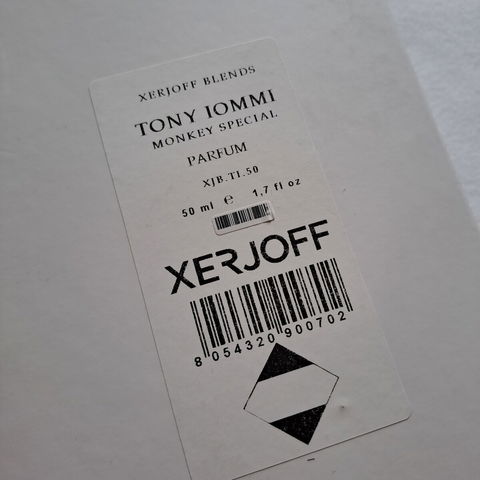 XERJOFF BLENDS
TONY IOMMI
MONKEY SPECIAL
PARFUM
XJB.TI.50
50 ml ℮ 1,7 fl oz
XERJOFF
8 054320 900702